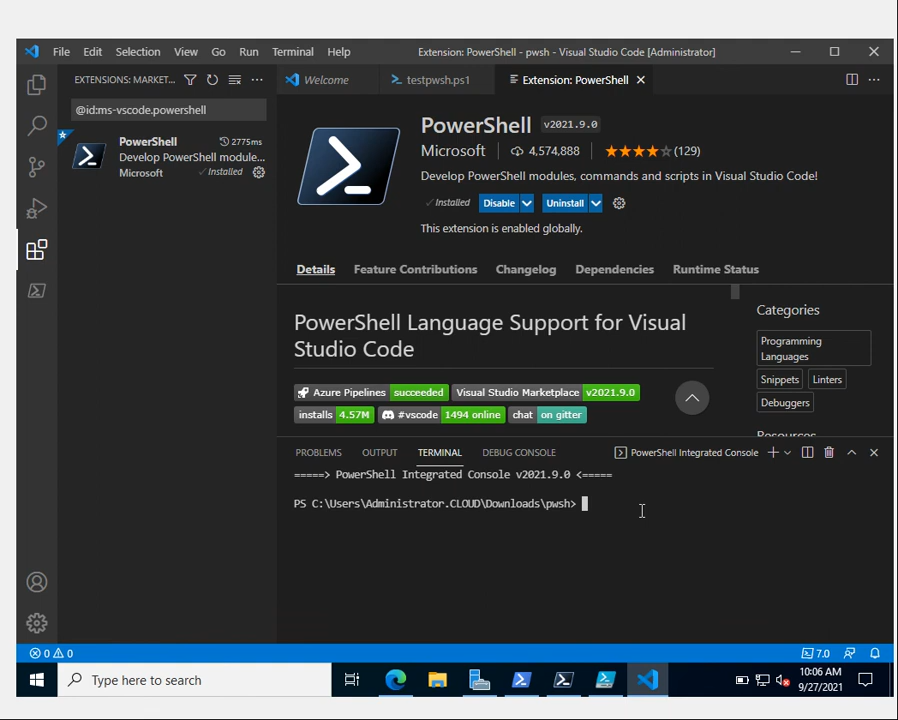 File Edit Selection View Go Run Terminal Help Extension: PowerShell - pwsh - Visual Studio Code [Administrator]
EXTENSIONS: MARKET...
Welcome testpwsh.ps1 Extension: PowerShell
@id:ms-vscode.powershell
PowerShell 2775ms
Develop PowerShell module...
Microsoft Installed
PowerShell v2021.9.0
Microsoft 4,574,888 (129)
Develop PowerShell modules, commands and scripts in Visual Studio Code!
Installed Disable Uninstall
This extension is enabled globally.
Details Feature Contributions Changelog Dependencies Runtime Status
PowerShell Language Support for Visual
Studio Code
Azure Pipelines succeeded Visual Studio Marketplace v2021.9.0
installs 4.57M #vscode 1494 online chat on gitter
Categories
Programming
Languages
Snippets Linters
Debuggers
Resources
PROBLEMS OUTPUT TERMINAL DEBUG CONSOLE PowerShell Integrated Console
=====> PowerShell Integrated Console v2021.9.0 <=====
PS C:\Users\Administrator.CLOUD\Downloads\pwsh>
0 0 7.0
Type here to search
10:06 AM
9/27/2021